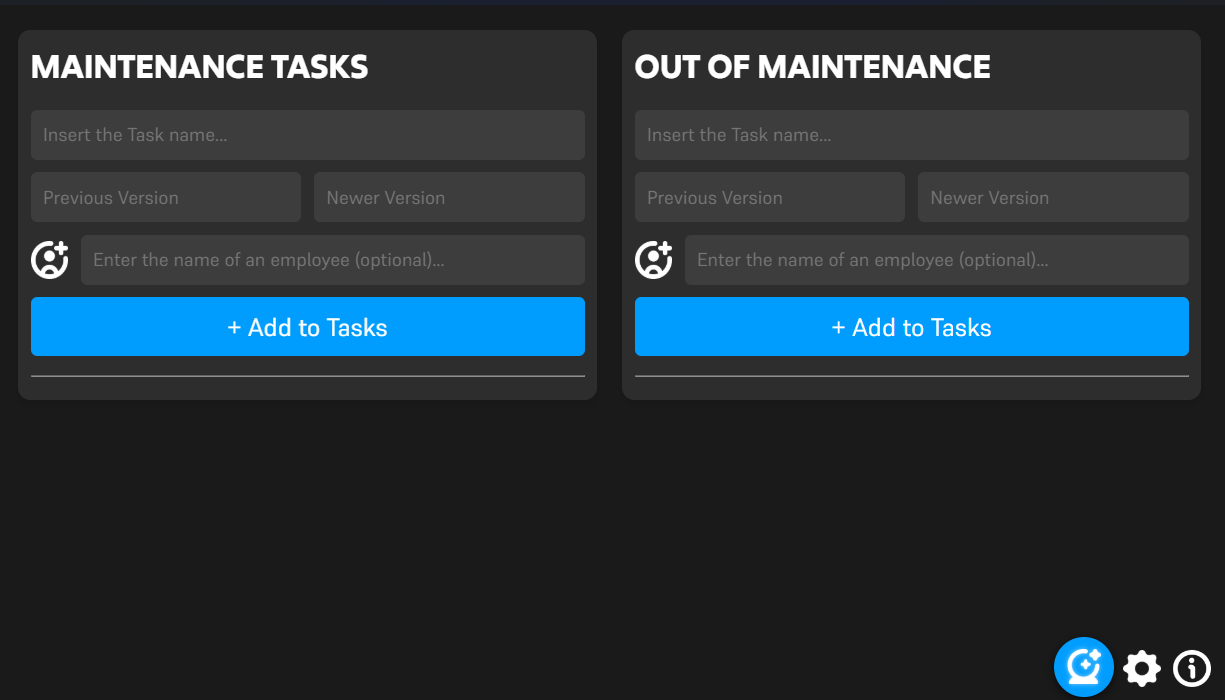 MAINTENANCE TASKS
Insert the Task name...
Previous Version
Newer Version
Enter the name of an employee (optional)...
+ Add to Tasks
OUT OF MAINTENANCE
Insert the Task name...
Previous Version
Newer Version
Enter the name of an employee (optional)...
+ Add to Tasks